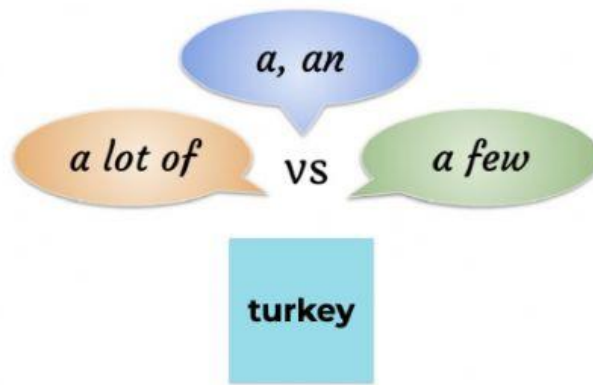 a, an
a lot of
vs
a few
turkey